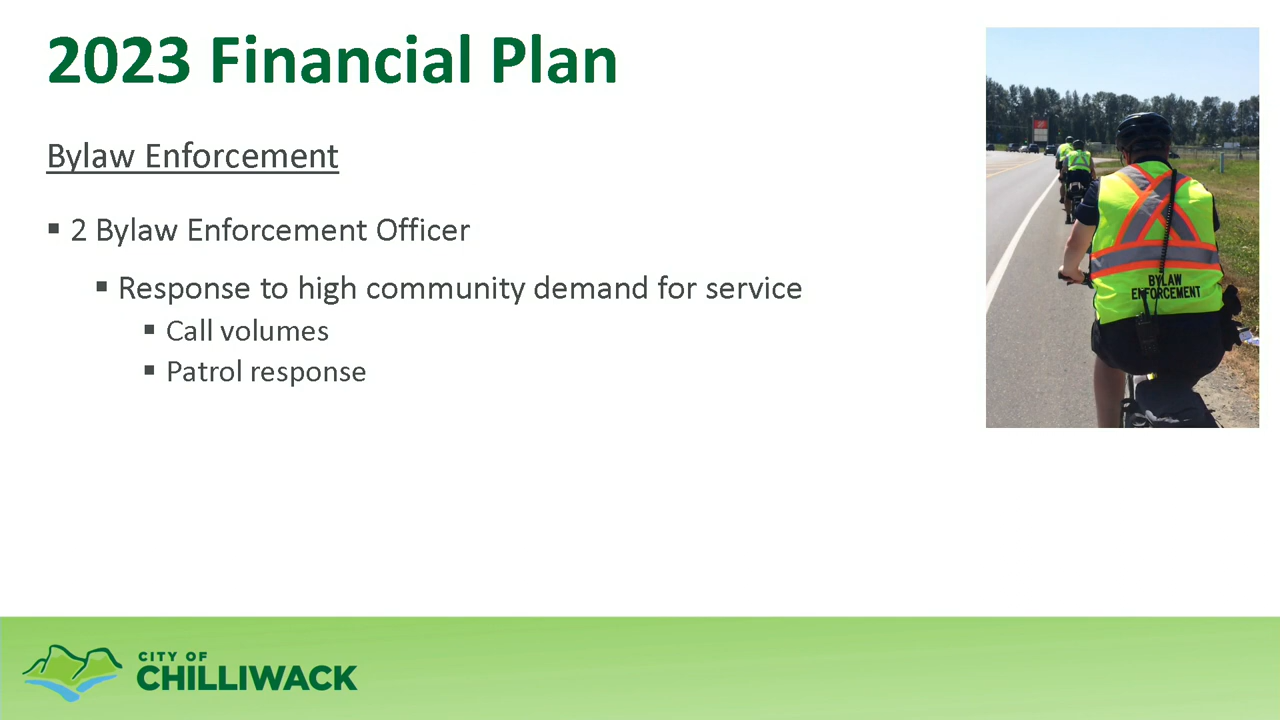 2023 Financial Plan
Bylaw Enforcement
▪ 2 Bylaw Enforcement Officer
▪ Response to high community demand for service
▪ Call volumes
▪ Patrol response
BYLAW
ENFORCEMENT
CITY OF
CHILLIWACK